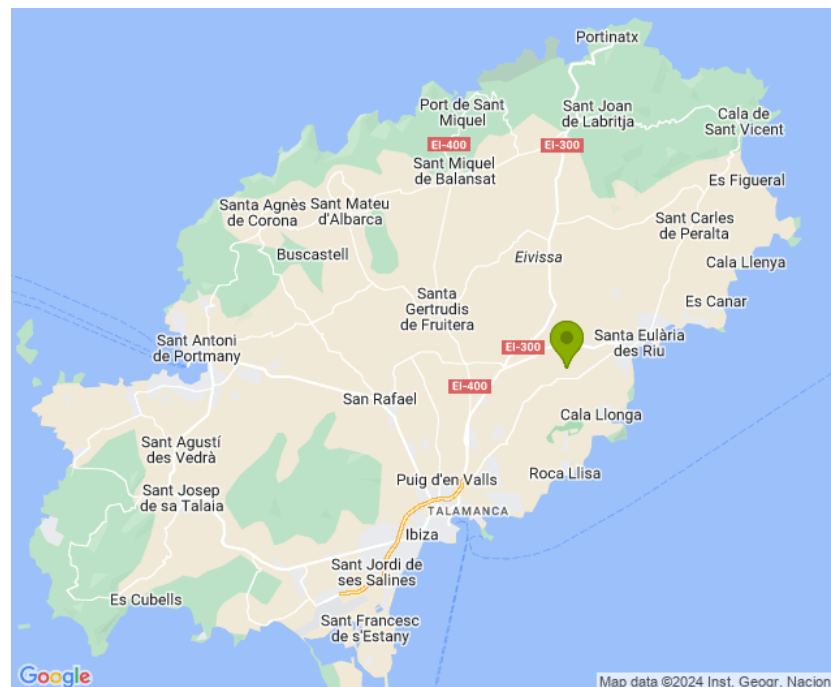 Portinatx
Port de Sant
Miquel
Sant Joan
de Labritja
Cala de
Sant Vicent
EI-400
EI-300
Sant Miquel
de Balansat
Es Figueral
Santa Agnès
de Corona
Sant Mateu
d'Albarca
Sant Carles
de Peralta
Buscastell
Eivissa
Cala Llenya
Santa
Gertrudis
de Fruitera
Es Canar
Sant Antoni
de Portmany
EI-300
Santa Eulària
des Riu
EI-400
San Rafael
Cala Llonga
Sant Agustí
des Vedrà
Puig d'en Valls
Roca Llisa
Sant Josep
de sa Talaia
TALAMANCA
Ibiza
Sant Jordi de
ses Salines
Es Cubells
Sant Francesc
de s'Estany
Google
Map data ©2024 Inst. Geogr. Nacion